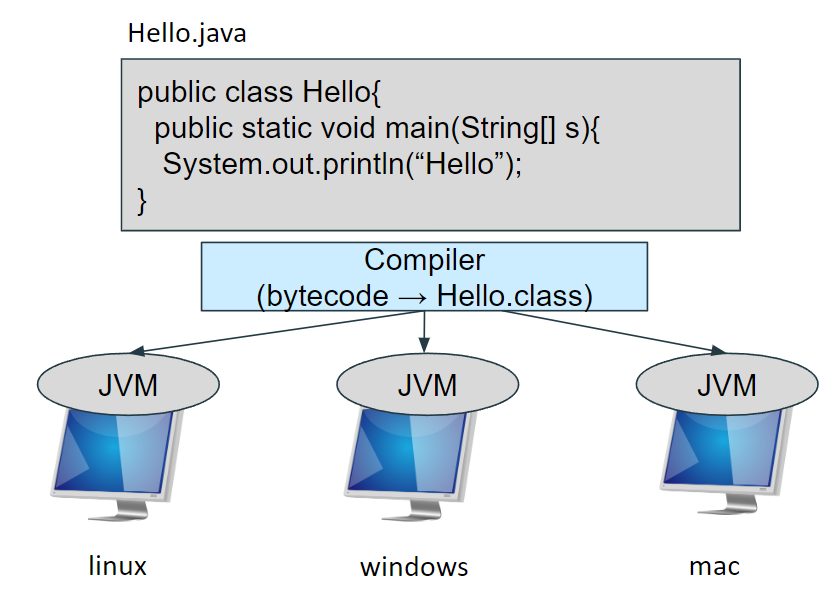 Hello.java
public class Hello{
public static void main(String[] s){
System.out.println(“Hello”);
}
Compiler
(bytecode → Hello.class)
JVM
JVM
JVM
linux
windows
mac